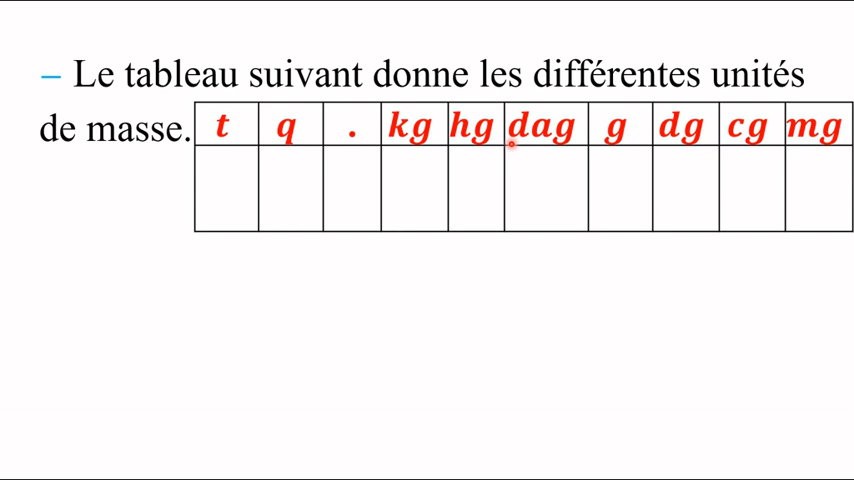 – Le tableau suivant donne les différentes unités
de masse.
t q . kg hg dag g dg cg mg